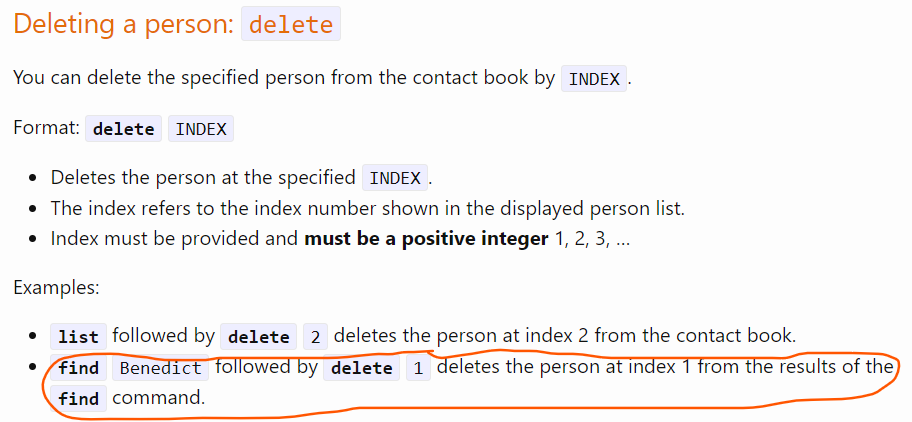 Deleting a person: delete
You can delete the specified person from the contact book by INDEX.
Format: delete INDEX
• Deletes the person at the specified INDEX.
• The index refers to the index number shown in the displayed person list.
• Index must be provided and must be a positive integer 1, 2, 3, …
Examples:
• list followed by delete 2 deletes the person at index 2 from the contact book.
• find Benedict followed by delete 1 deletes the person at index 1 from the results of the
find command.